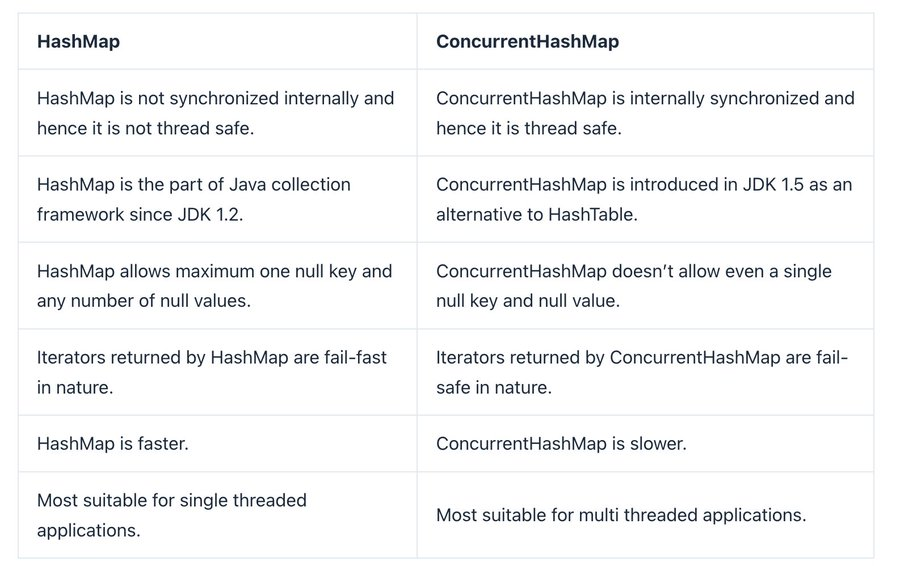 HashMap
ConcurrentHashMap
HashMap is not synchronized internally and
hence it is not thread safe.
ConcurrentHashMap is internally synchronized and
hence it is thread safe.
HashMap is the part of Java collection
framework since JDK 1.2.
ConcurrentHashMap is introduced in JDK 1.5 as an
alternative to HashTable.
HashMap allows maximum one null key and
any number of null values.
ConcurrentHashMap doesn’t allow even a single
null key and null value.
Iterators returned by HashMap are fail-fast
in nature.
Iterators returned by ConcurrentHashMap are fail-
safe in nature.
HashMap is faster.
ConcurrentHashMap is slower.
Most suitable for single threaded
applications.
Most suitable for multi threaded applications.